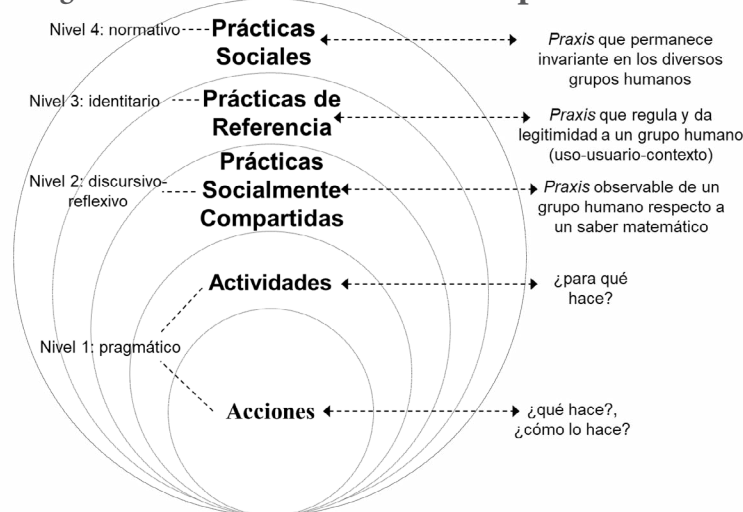 Nivel 4: normativo
Prácticas
Sociales
Praxis que permanece
invariante en los diversos
grupos humanos
Nivel 3: identitario
Prácticas de
Referencia
Praxis que regula y da
legitimidad a un grupo humano
(uso-usuario-contexto)
Nivel 2: discursivo-
reflexivo
Prácticas
Socialmente
Compartidas
Praxis observable de un
grupo humano respecto a
un saber matemático
Actividades
¿para qué
hace?
Nivel 1: pragmático
Acciones
¿qué hace?,
¿cómo lo hace?